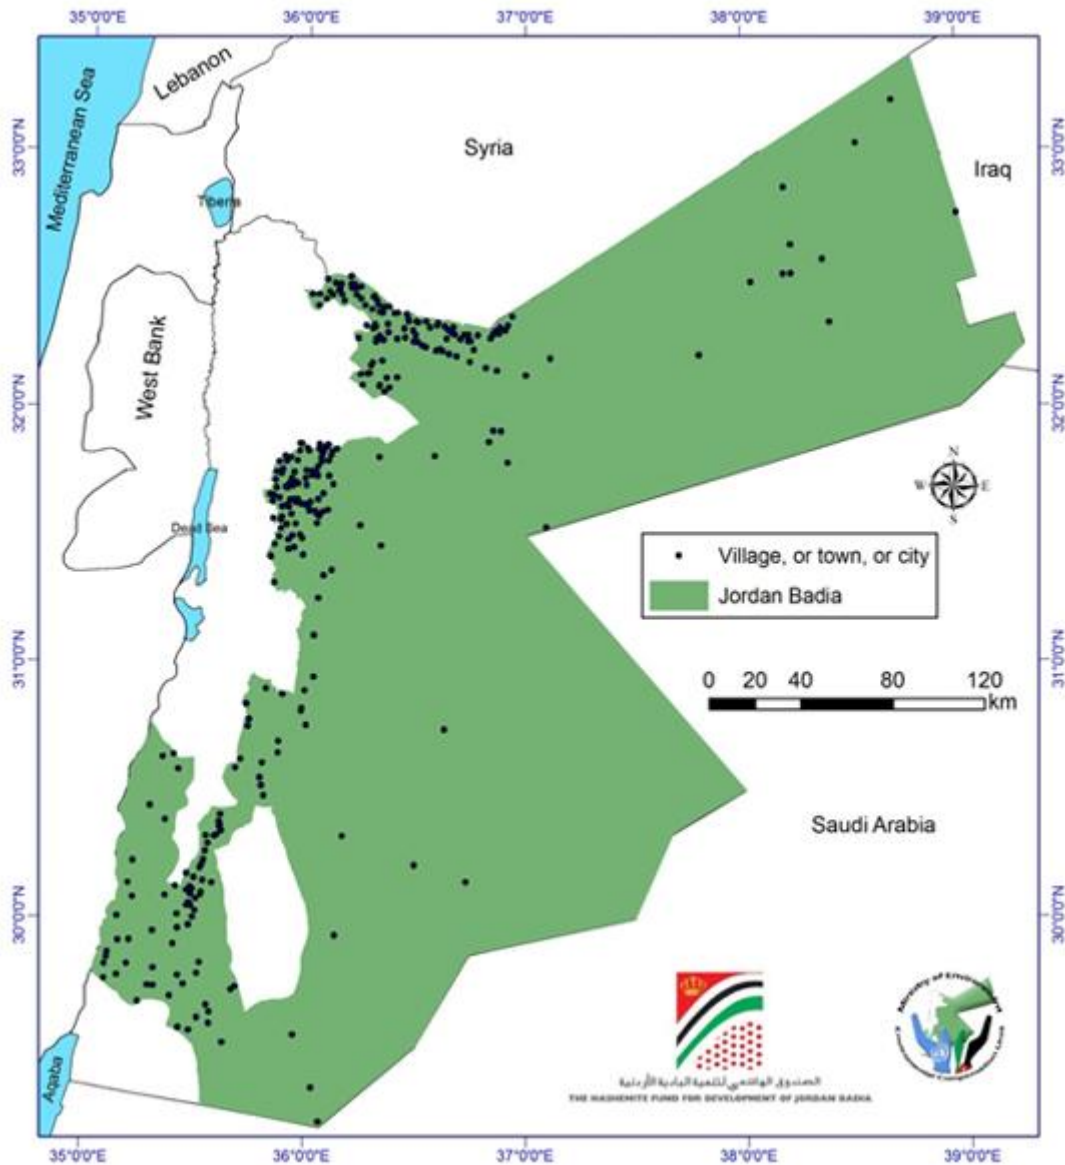 35°0'0"E 36°0'0"E 37°0'0"E 38°0'0"E 39°0'0"E
Lebanon
Mediterranean Sea
Syria
33°0'0"N
33°0'0"N
Iraq
Tiberis
West Bank
32°0'0"N
32°0'0"N
N
W E
S
Dead Sea
Village, or town, or city
Jordan Badia
31°0'0"N
31°0'0"N
0 20 40 80 120
km
Saudi Arabia
30°0'0"N
30°0'0"N
Ministry of Environment
الصندوق الهاشمي لتنمية البادية الأردنية
THE HASHEMITE FUND FOR DEVELOPMENT OF JORDAN BADIA
Aqaba
35°0'0"E 36°0'0"E 37°0'0"E 38°0'0"E 39°0'0"E